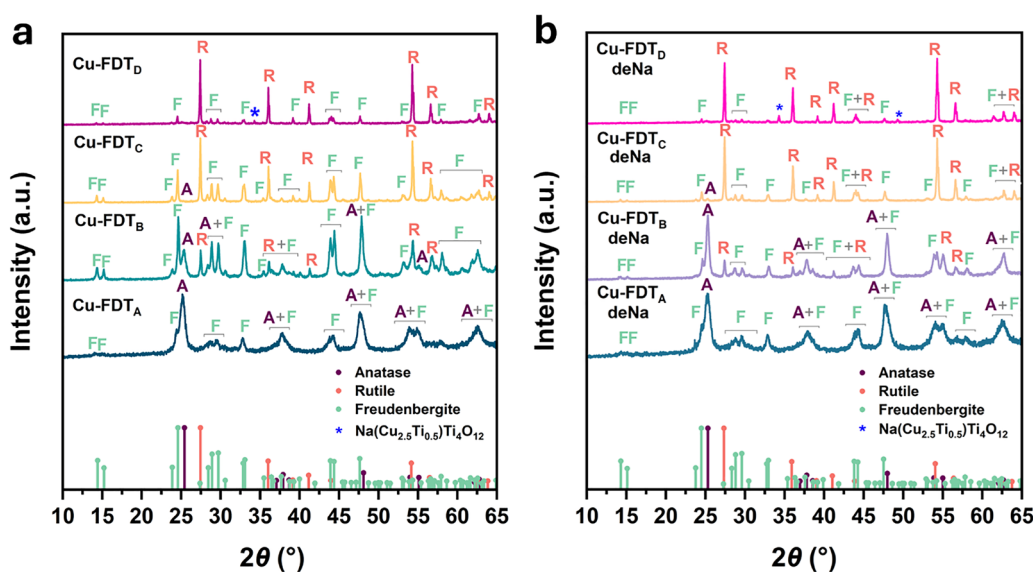 a
Intensity (a.u.)
Cu-FDT_D
R
R
F F
F
F
F
*
R
R
F
F
F
F
R
F
F
R
Cu-FDT_C
R
R
F F
F
A
F
F
F
R
F
R
F
F
F
R
F
R
Cu-FDT_B
F
F
F
A
R
A+F
F
F
R+F
R
F
A+F
F
R
A
R
F
Cu-FDT_A
A
F F
F
F
F
A+F
F
A+F
A+F
A+F
Anatase
Rutile
Freudenbergite
* Na(Cu₂.₅Ti₀.₅)Ti₄O₁₂
10 15 20 25 30 35 40 45 50 55 60 65
2θ (°)
b
Intensity (a.u.)
Cu-FDT_D
deNa
R
R
F F
F
F
F
*
R
R
R
F+R
F
*
F
R
F+R
Cu-FDT_C
deNa
R
R
F F
F
A
F
F
R
R
R
F+R
F
F
R
F
F+R
Cu-FDT_B
deNa
A
F F
F
R
F
F
R
A+F
F+R
A+F
F
A
R
F
A+F
Cu-FDT_A
deNa
A
F F
F
F
F
A+F
F
A+F
A+F
F
A+F
Anatase
Rutile
Freudenbergite
* Na(Cu₂.₅Ti₀.₅)Ti₄O₁₂
10 15 20 25 30 35 40 45 50 55 60 65
2θ (°)